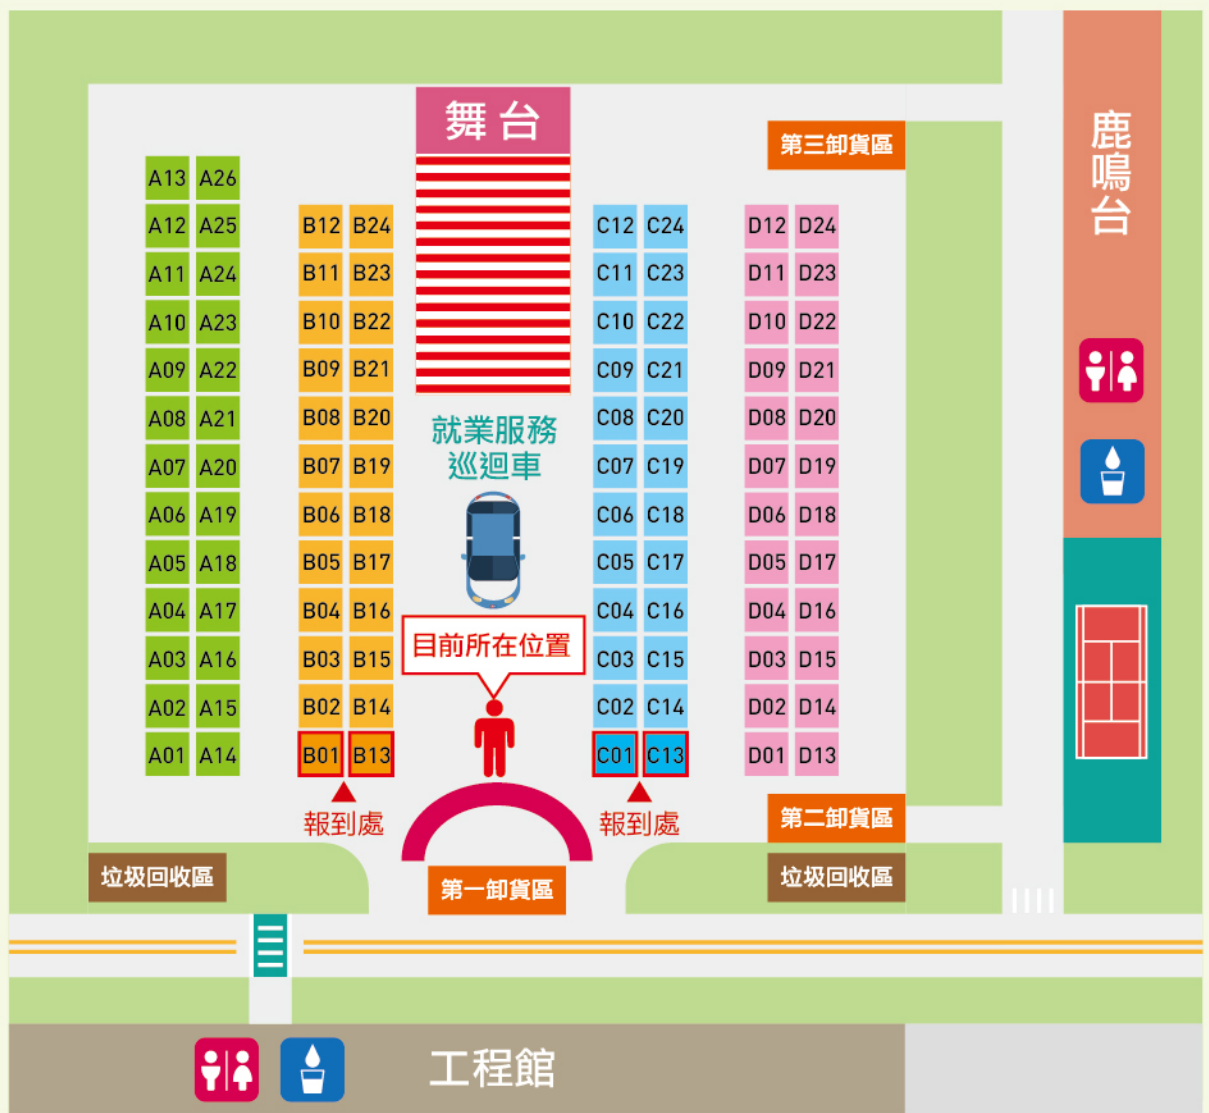 舞台
第三卸貨區
鹿鳴台
A13 A26
A12 A25 B12 B24 C12 C24 D12 D24
A11 A24 B11 B23 C11 C23 D11 D23
A10 A23 B10 B22 C10 C22 D10 D22
A09 A22 B09 B21 C09 C21 D09 D21
A08 A21 B08 B20 C08 C20 D08 D20
就業服務
巡迴車
A07 A20 B07 B19 C07 C19 D07 D19
A06 A19 B06 B18 C06 C18 D06 D18
A05 A18 B05 B17 C05 C17 D05 D17
A04 A17 B04 B16 C04 C16 D04 D16
目前所在位置
A03 A16 B03 B15 C03 C15 D03 D15
A02 A15 B02 B14 C02 C14 D02 D14
A01 A14 B01 B13 C01 C13 D01 D13
報到處
報到處
第二卸貨區
垃圾回收區
第一卸貨區
垃圾回收區
工程館